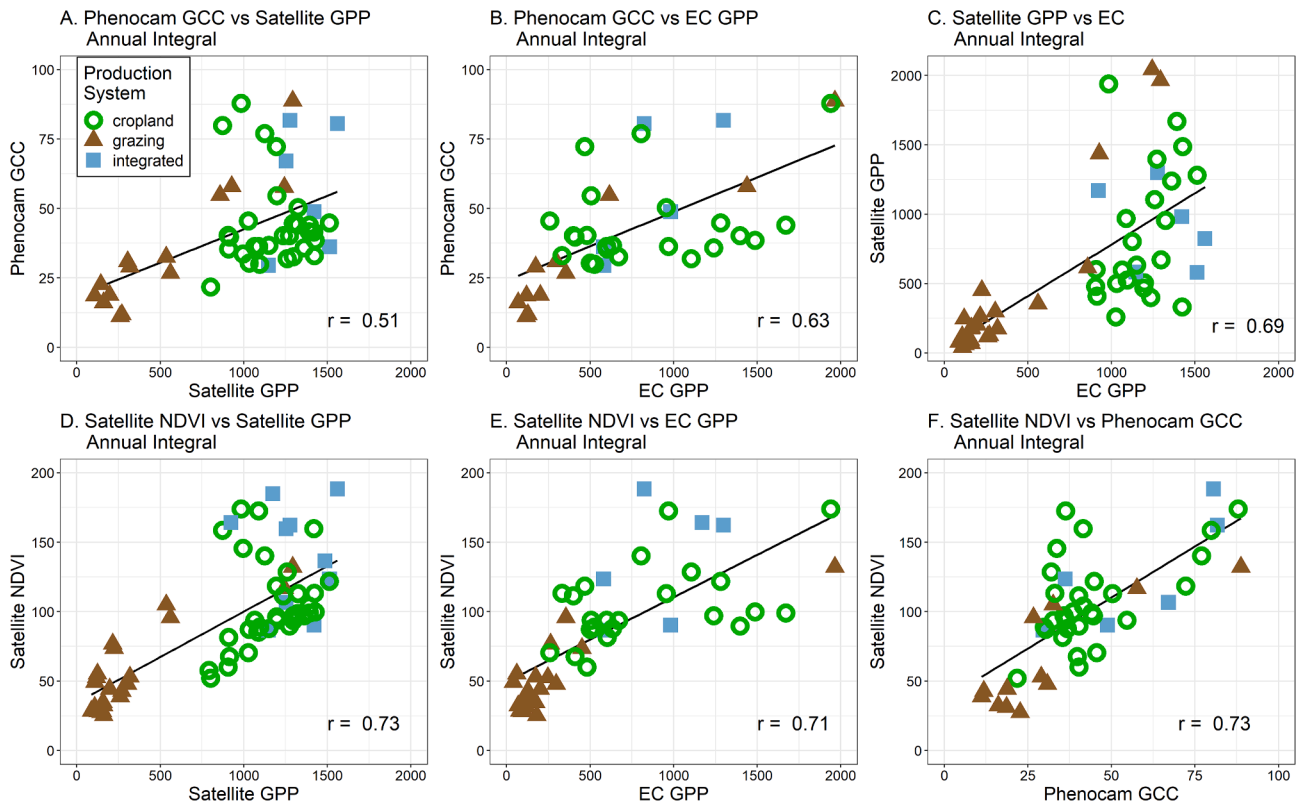 A. Phenocam GCC vs Satellite GPP
Annual Integral
Production
System
cropland
grazing
integrated
100
75
50
25
0
Phenocam GCC
r = 0.51
0 500 1000 1500 2000
Satellite GPP
B. Phenocam GCC vs EC GPP
Annual Integral
100
75
50
25
0
Phenocam GCC
r = 0.63
0 500 1000 1500 2000
EC GPP
C. Satellite GPP vs EC
Annual Integral
2000
1500
1000
500
0
Satellite GPP
r = 0.69
0 500 1000 1500 2000
EC GPP
D. Satellite NDVI vs Satellite GPP
Annual Integral
200
150
100
50
0
Satellite NDVI
r = 0.73
0 500 1000 1500 2000
Satellite GPP
E. Satellite NDVI vs EC GPP
Annual Integral
200
150
100
50
0
Satellite NDVI
r = 0.71
0 500 1000 1500 2000
EC GPP
F. Satellite NDVI vs Phenocam GCC
Annual Integral
200
150
100
50
0
Satellite NDVI
r = 0.73
0 25 50 75 100
Phenocam GCC